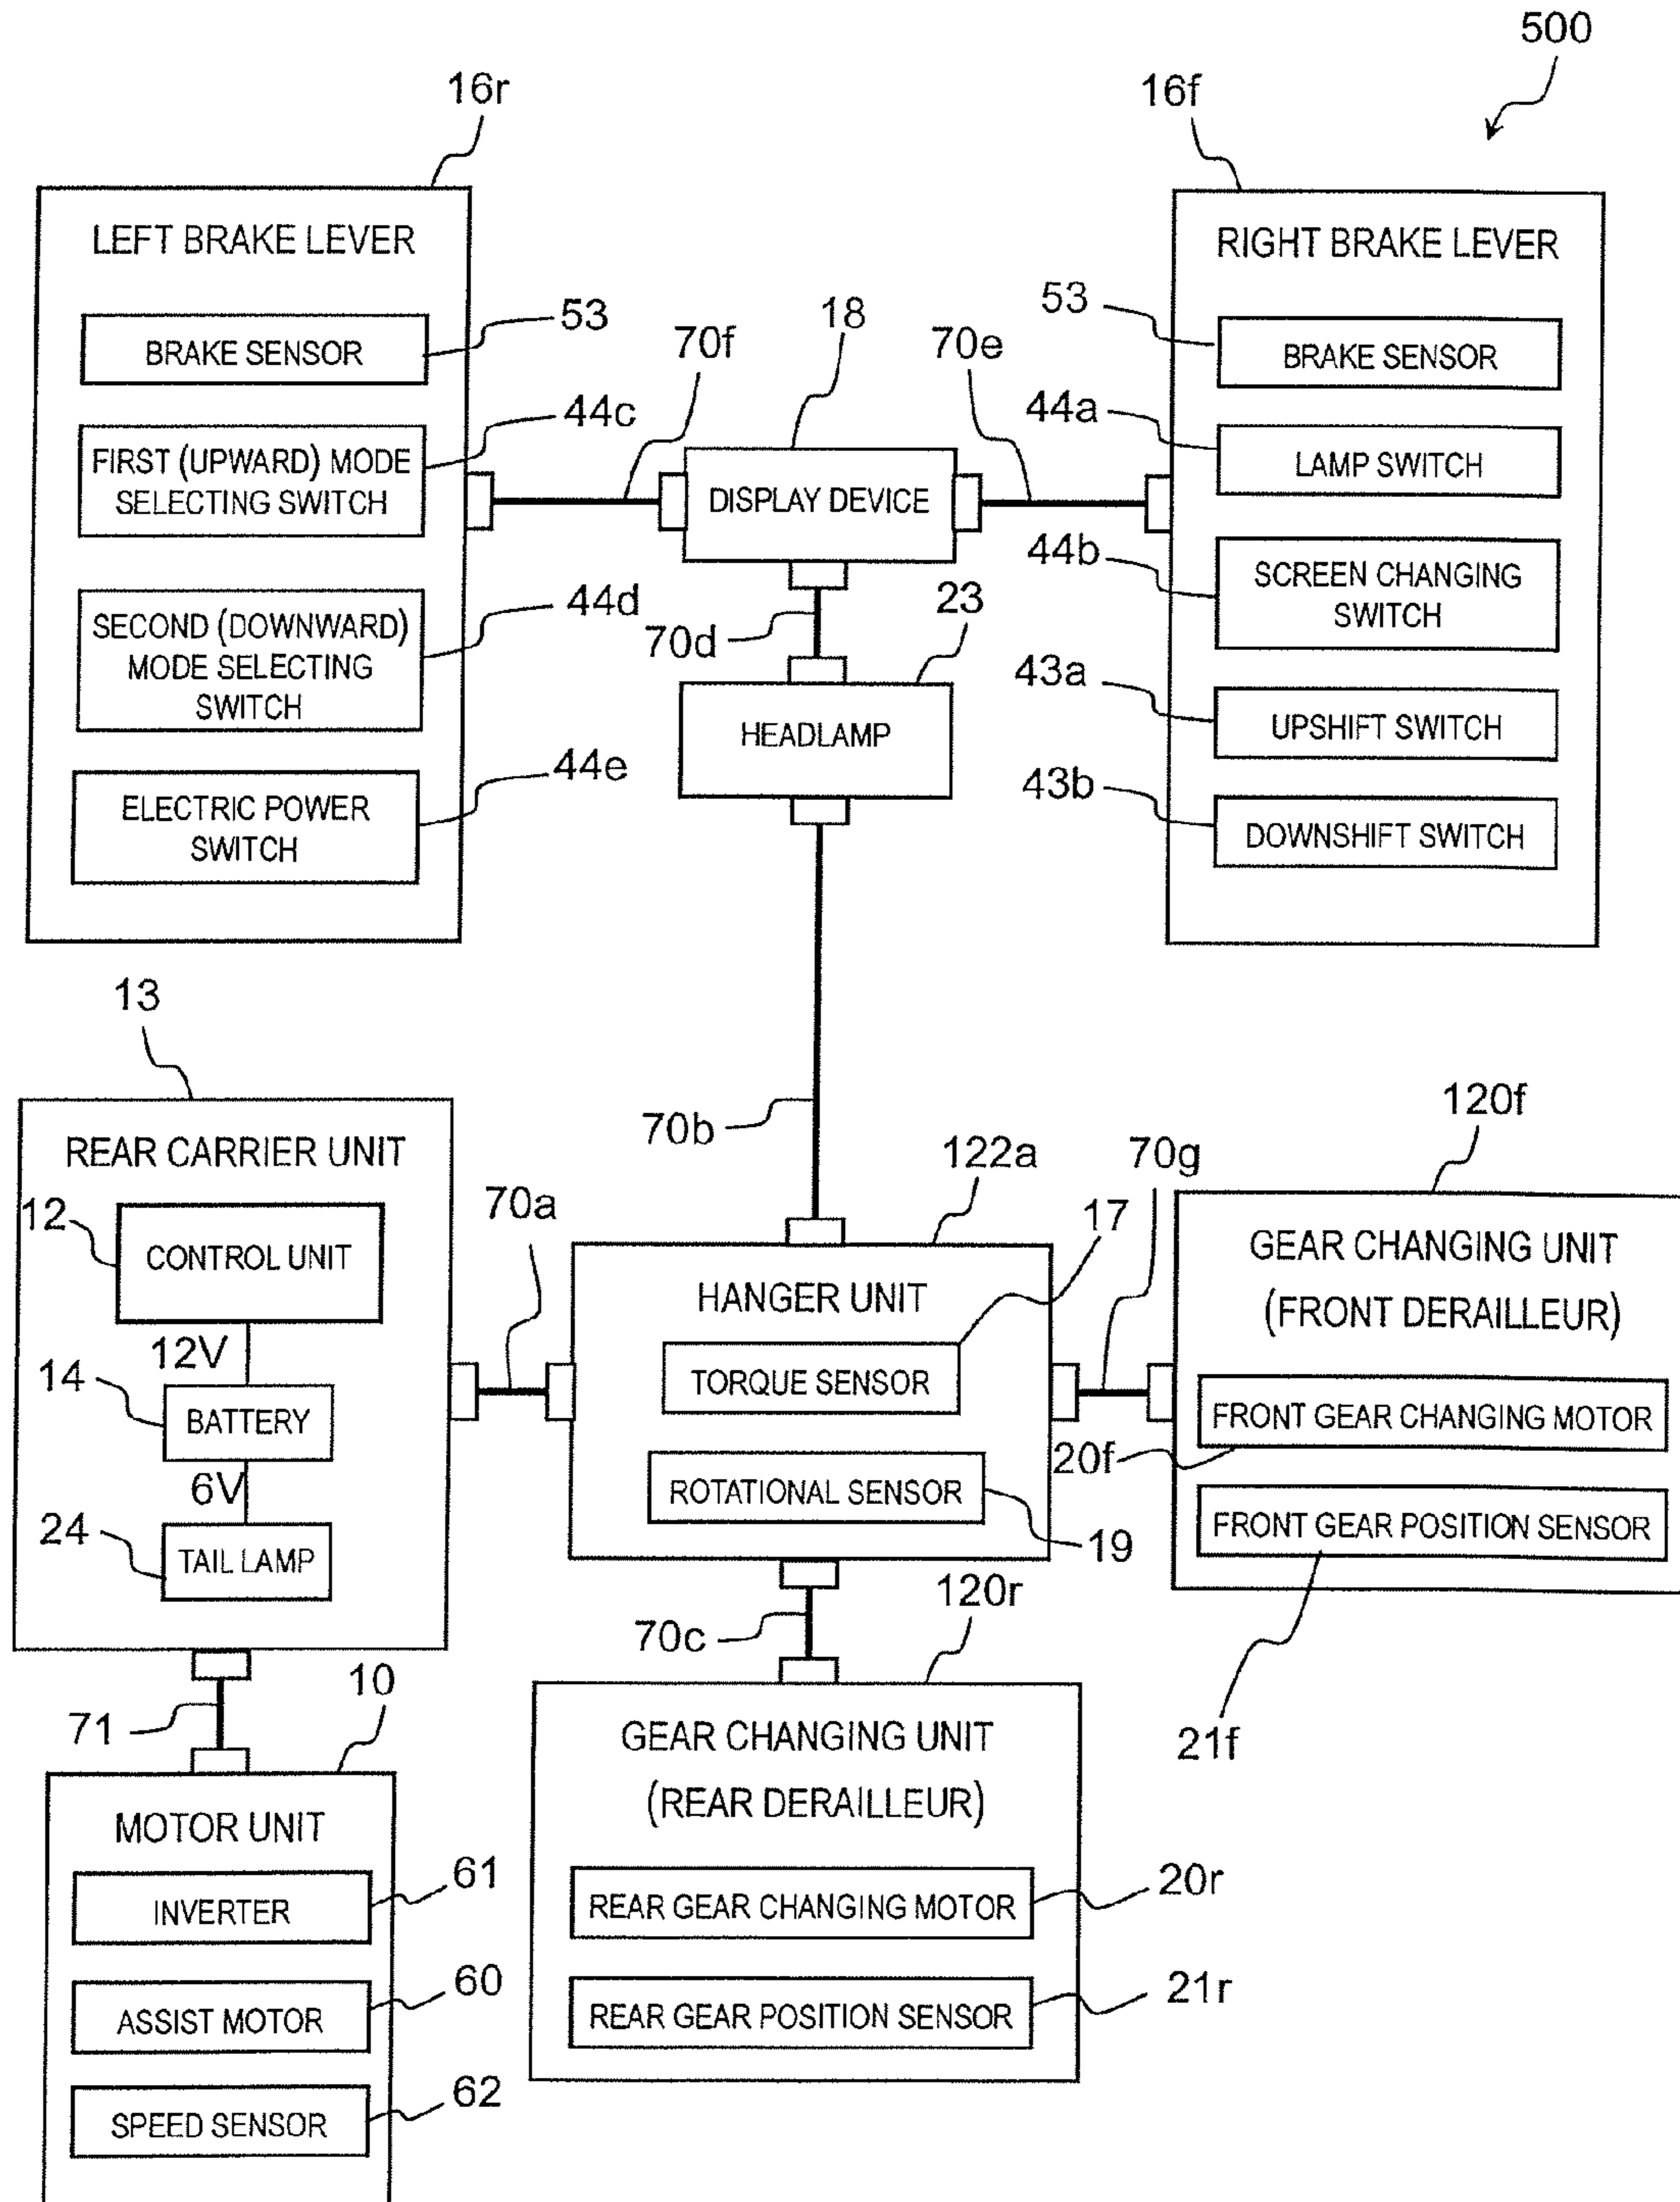 500
16r
16f
LEFT BRAKE LEVER
RIGHT BRAKE LEVER
53
BRAKE SENSOR
18
70f
70e
53
BRAKE SENSOR
44c
FIRST (UPWARD) MODE
SELECTING SWITCH
44a
LAMP SWITCH
DISPLAY DEVICE
44b
SCREEN CHANGING
SWITCH
44d
SECOND (DOWNWARD)
MODE SELECTING
SWITCH
70d
23
43a
UPSHIFT SWITCH
HEADLAMP
44e
ELECTRIC POWER
SWITCH
43b
DOWNSHIFT SWITCH
13
REAR CARRIER UNIT
70b
120f
12
CONTROL UNIT
70a
122a
70g
17
GEAR CHANGING UNIT
(FRONT DERAILLEUR)
HANGER UNIT
12V
14
BATTERY
TORQUE SENSOR
FRONT GEAR CHANGING MOTOR
20f
6V
ROTATIONAL SENSOR
19
FRONT GEAR POSITION SENSOR
21f
24
TAIL LAMP
70c
120r
71
10
GEAR CHANGING UNIT
(REAR DERAILLEUR)
MOTOR UNIT
61
INVERTER
20r
REAR GEAR CHANGING MOTOR
60
ASSIST MOTOR
21r
REAR GEAR POSITION SENSOR
62
SPEED SENSOR